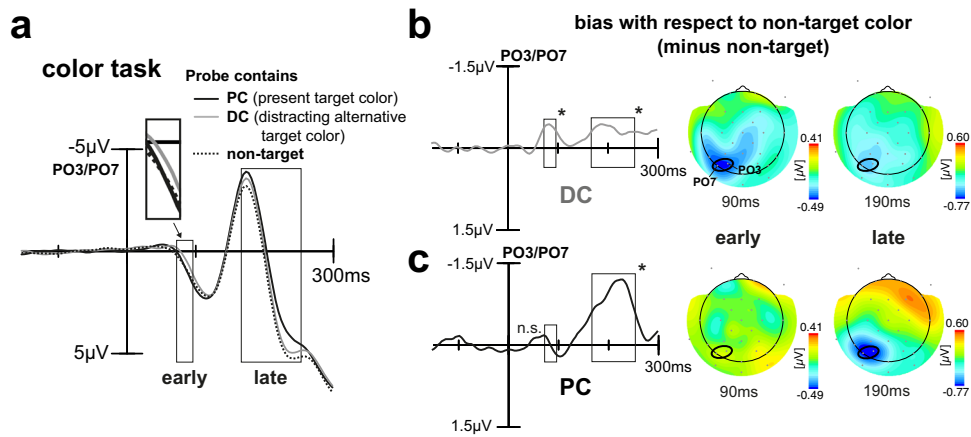 a
color task
Probe contains
PC (present target color)
DC (distracting alternative
target color)
non-target
-5μV
PO3/PO7
300ms
5μV
early
late
b
bias with respect to non-target color
(minus non-target)
PO3/PO7
-1.5μV
*
*
300ms
DC
1.5μV
PO7
PO3
90ms
0.41
[μV]
-0.49
190ms
0.60
[μV]
-0.77
early
late
c
PO3/PO7
-1.5μV
n.s.
*
300ms
PC
1.5μV
90ms
0.41
[μV]
-0.49
190ms
0.60
[μV]
-0.77